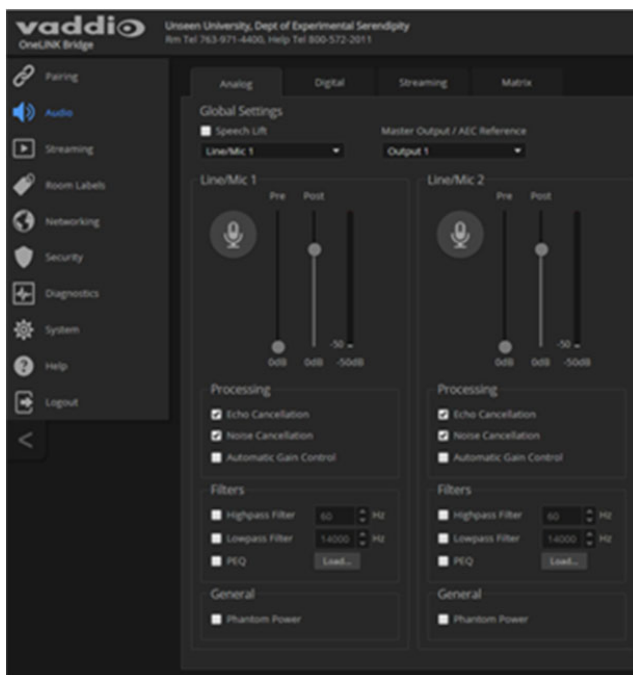 vaddio
OneLINK Bridge
Unseen University, Dept of Experimental Serendipity
Rm Tel 763-971-4400, Help Tel 800-572-2011
Pairing
Audio
Streaming
Room Labels
Networking
Security
Diagnostics
System
Help
Logout
<
Analog Digital Streaming Matrix
Global Settings
Speech Lift Master Output / AEC Reference
Line/Mic 1 Output 1
Line/Mic 1
Pre Post
-50
0dB 0dB -50dB
Processing
Echo Cancellation
Noise Cancellation
Automatic Gain Control
Filters
Highpass Filter 60 Hz
Lowpass Filter 14000 Hz
PEQ Load...
General
Phantom Power
Line/Mic 2
Pre Post
-50
0dB 0dB -50dB
Processing
Echo Cancellation
Noise Cancellation
Automatic Gain Control
Filters
Highpass Filter 60 Hz
Lowpass Filter 14000 Hz
PEQ Load...
General
Phantom Power